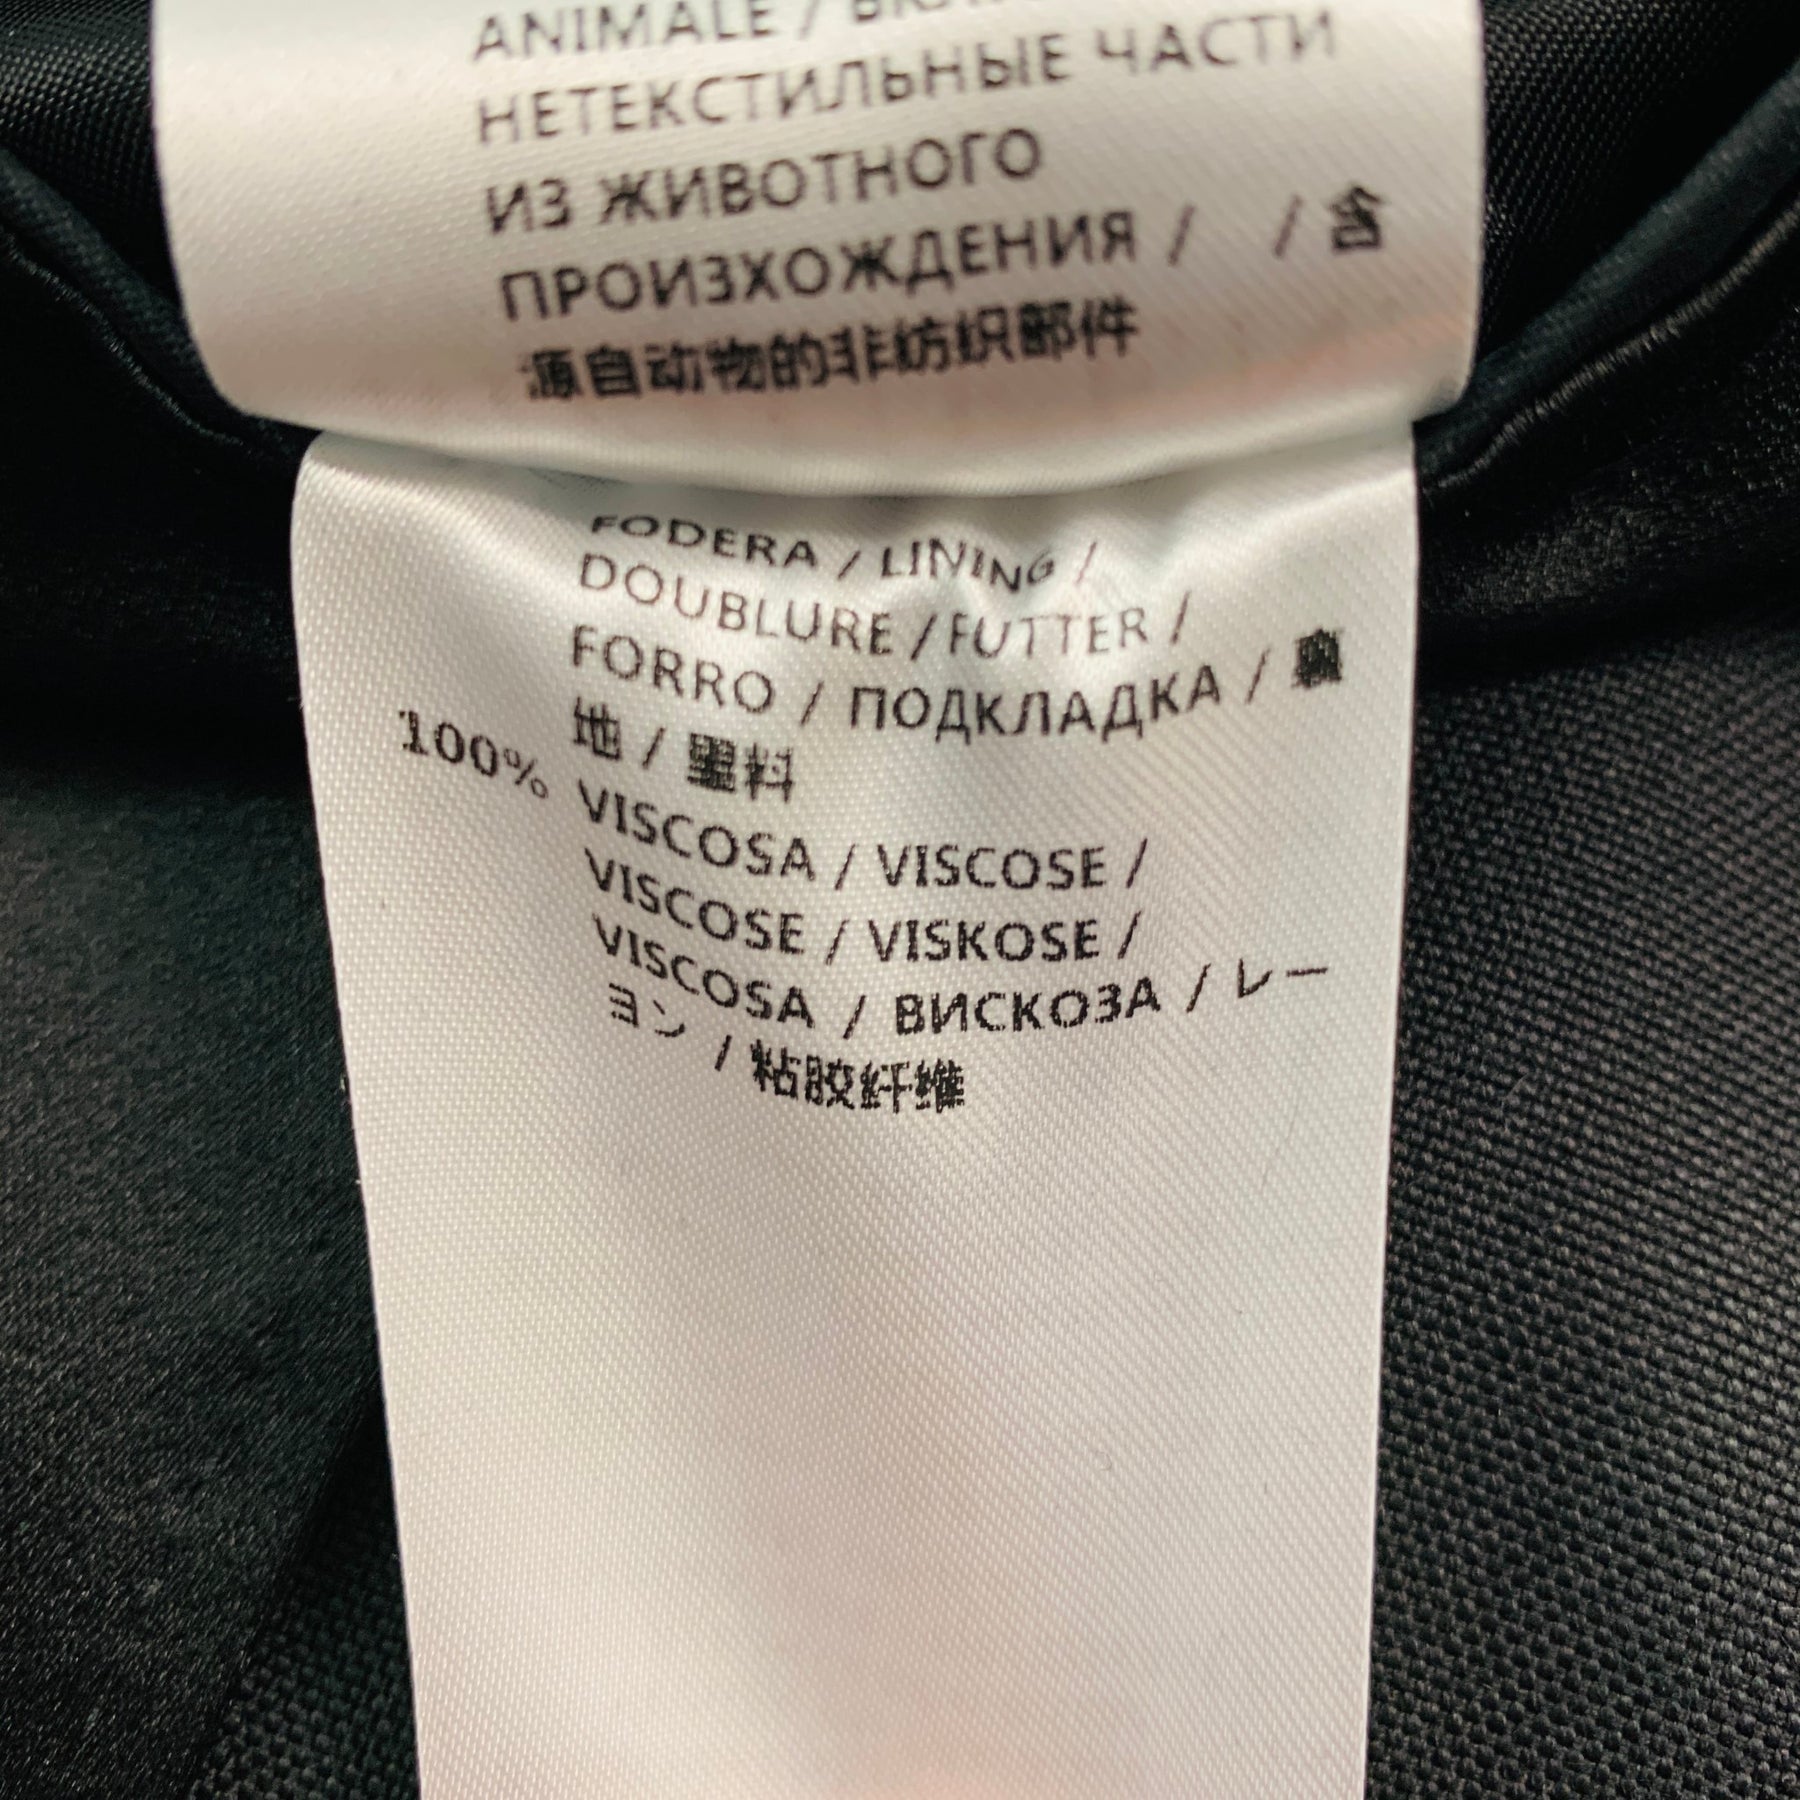 ANIMALE /
НЕТЕКСТИЛЬНЫЕ ЧАСТИ
ИЗ ЖИВОТНОГО
ПРОИЗХОЖДЕНИЯ / / 含
源自动物的非纺织部件
FODERA / LINING /
DOUBLURE / FUTTER /
FORRO / ПОДКЛАДКА / 裏
地 / 里料
100% VISCOSA / VISCOSE /
VISCOSE / VISKOSE /
VISCOSA / ВИСКОЗА / レー
ヨン / 粘胶纤维